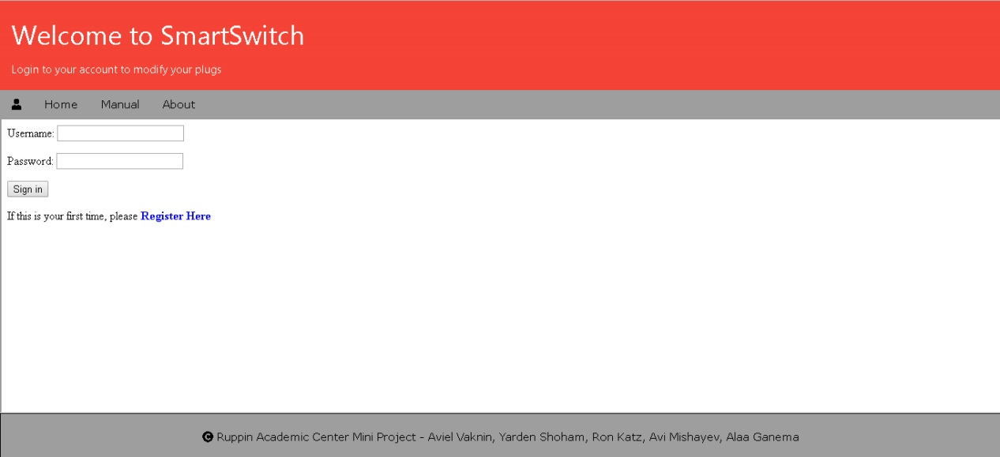 Welcome to SmartSwitch
Login to your account to modify your plugs
Home Manual About
Username:
Password:
Sign in
If this is your first time, please Register Here
Ruppin Academic Center Mini Project - Aviel Vaknin, Yarden Shoham, Ron Katz, Avi Mishayev, Alaa Ganema